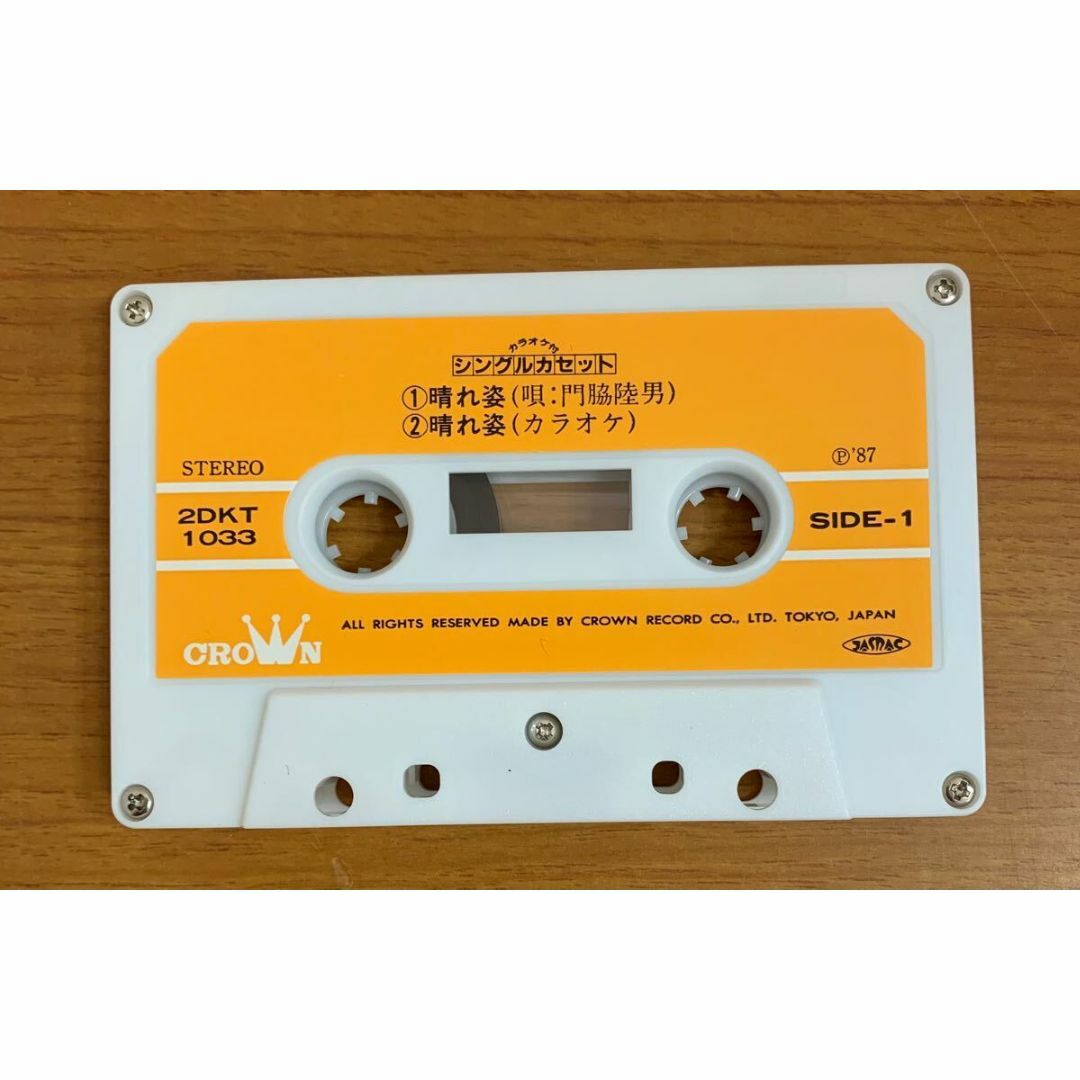 カラオケ付
シングルカセット
①晴れ姿(唄:門脇陸男)
②晴れ姿(カラオケ)
STEREO
Ⓟ'87
2DKT
1033
SIDE-1
ALL RIGHTS RESERVED MADE BY CROWN RECORD CO., LTD. TOKYO, JAPAN
CROWN
JASRAC